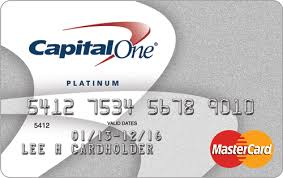 Capital One®
PLATINUM
5412 7534 5678 9010
5412 VALID DATES
01/13-12/16
LEE H CARDHOLDER
MasterCard